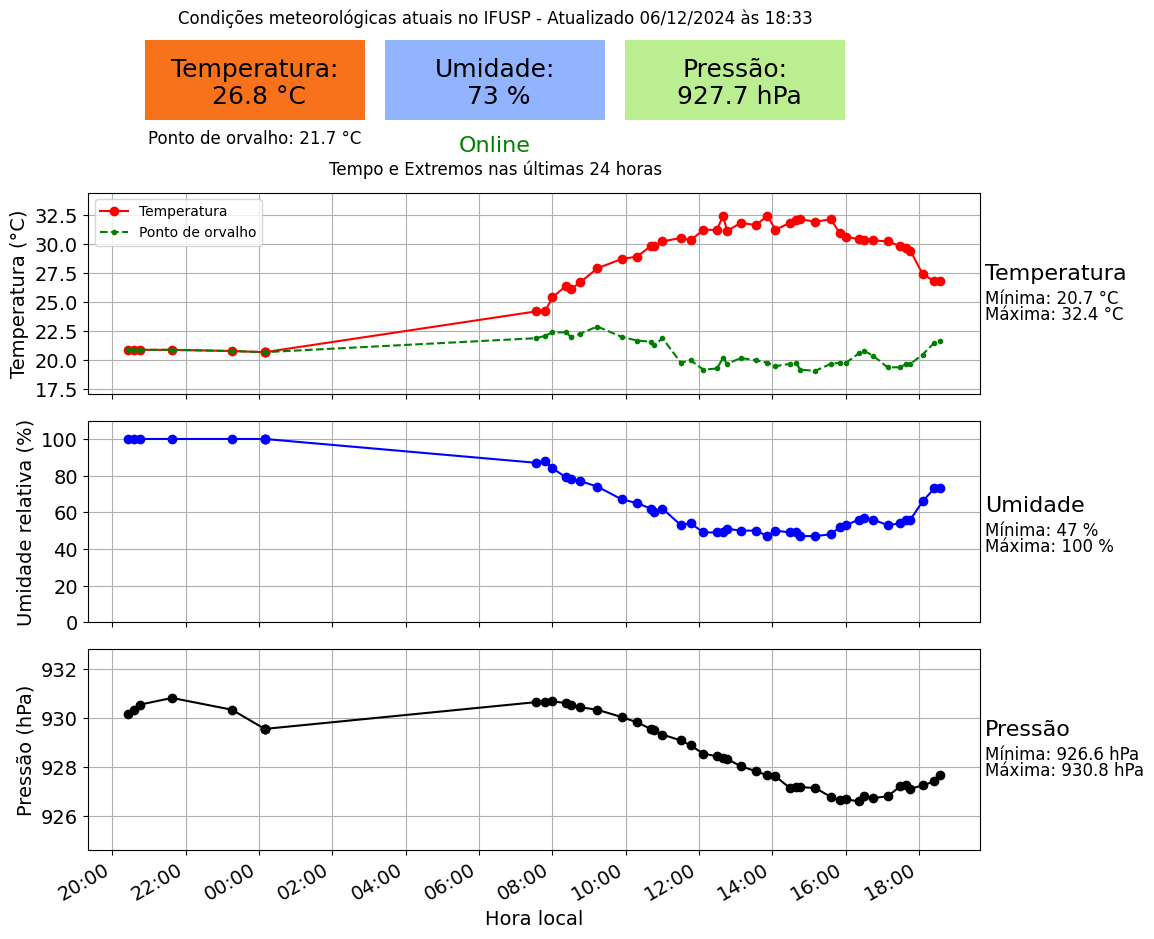 Condições meteorológicas atuais no IFUSP - Atualizado 06/12/2024 às 18:33
Temperatura:
26.8 °C
Umidade:
73 %
Pressão:
927.7 hPa
Ponto de orvalho: 21.7 °C
Online
Tempo e Extremos nas últimas 24 horas
Temperatura (°C)
32.5
30.0
27.5
25.0
22.5
20.0
17.5
Temperatura
Ponto de orvalho
Temperatura
Mínima: 20.7 °C
Máxima: 32.4 °C
Umidade relativa (%)
100
80
60
40
20
0
Umidade
Mínima: 47 %
Máxima: 100 %
Pressão (hPa)
932
930
928
926
Pressão
Mínima: 926.6 hPa
Máxima: 930.8 hPa
20:00 22:00 00:00 02:00 04:00 06:00 08:00 10:00 12:00 14:00 16:00 18:00
Hora local